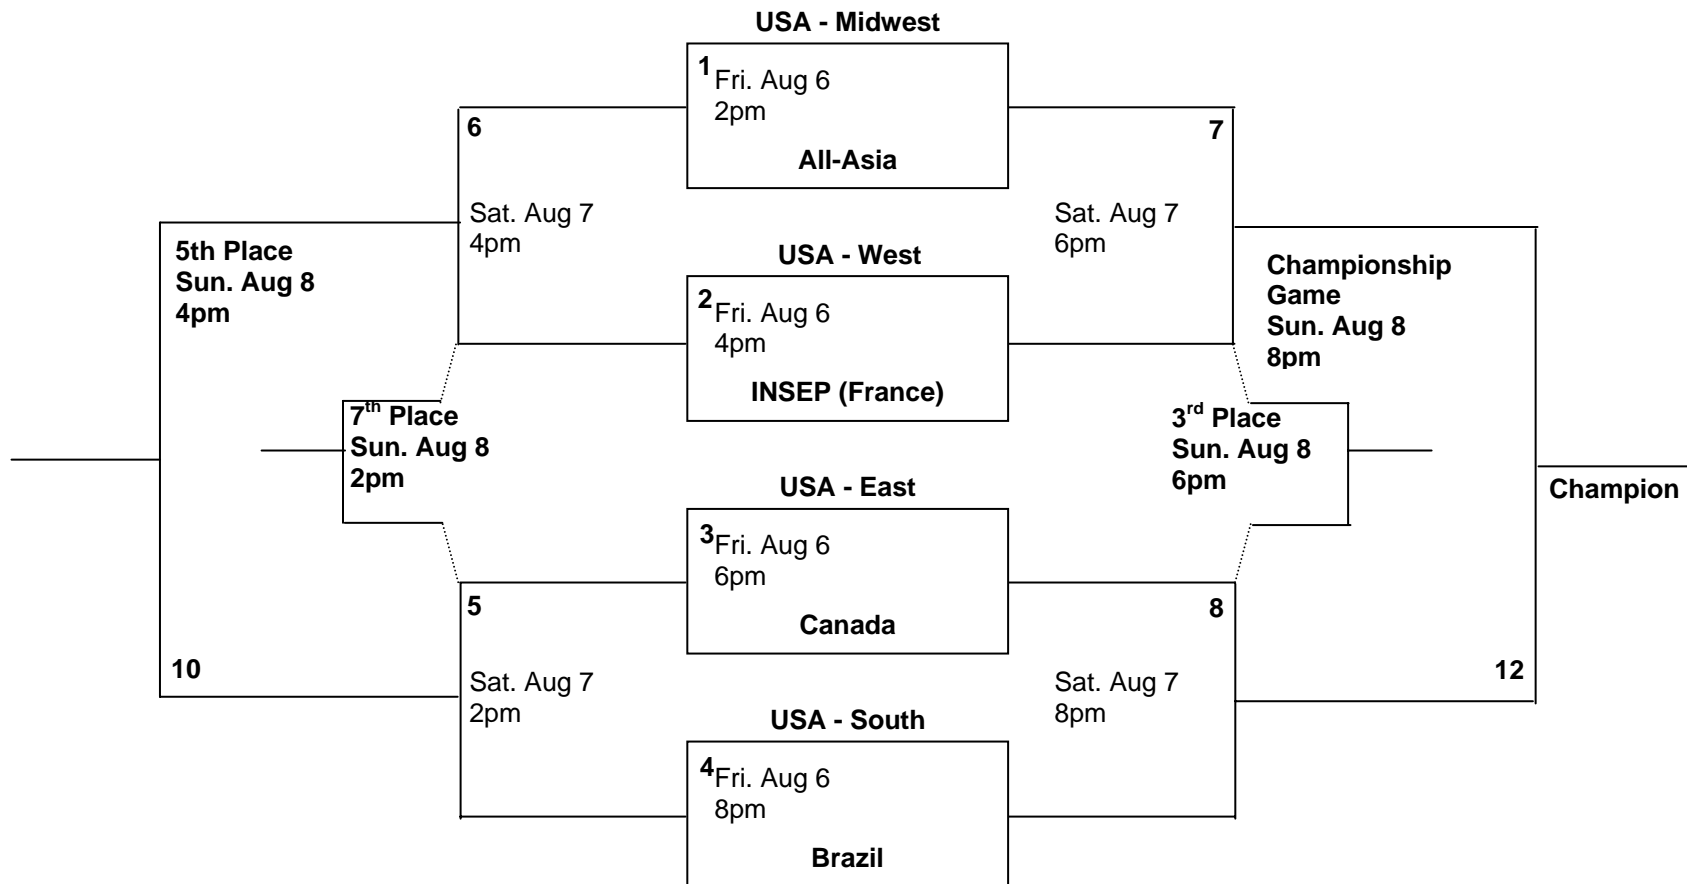 USA - Midwest
1
Fri. Aug 6
2pm
All-Asia
6
7
Sat. Aug 7
4pm
Sat. Aug 7
6pm
5th Place
Sun. Aug 8
4pm
USA - West
2
Fri. Aug 6
4pm
INSEP (France)
Championship
Game
Sun. Aug 8
8pm
7th Place
Sun. Aug 8
2pm
3rd Place
Sun. Aug 8
6pm
Champion
USA - East
3
Fri. Aug 6
6pm
Canada
5
8
10
Sat. Aug 7
2pm
Sat. Aug 7
8pm
12
USA - South
4
Fri. Aug 6
8pm
Brazil